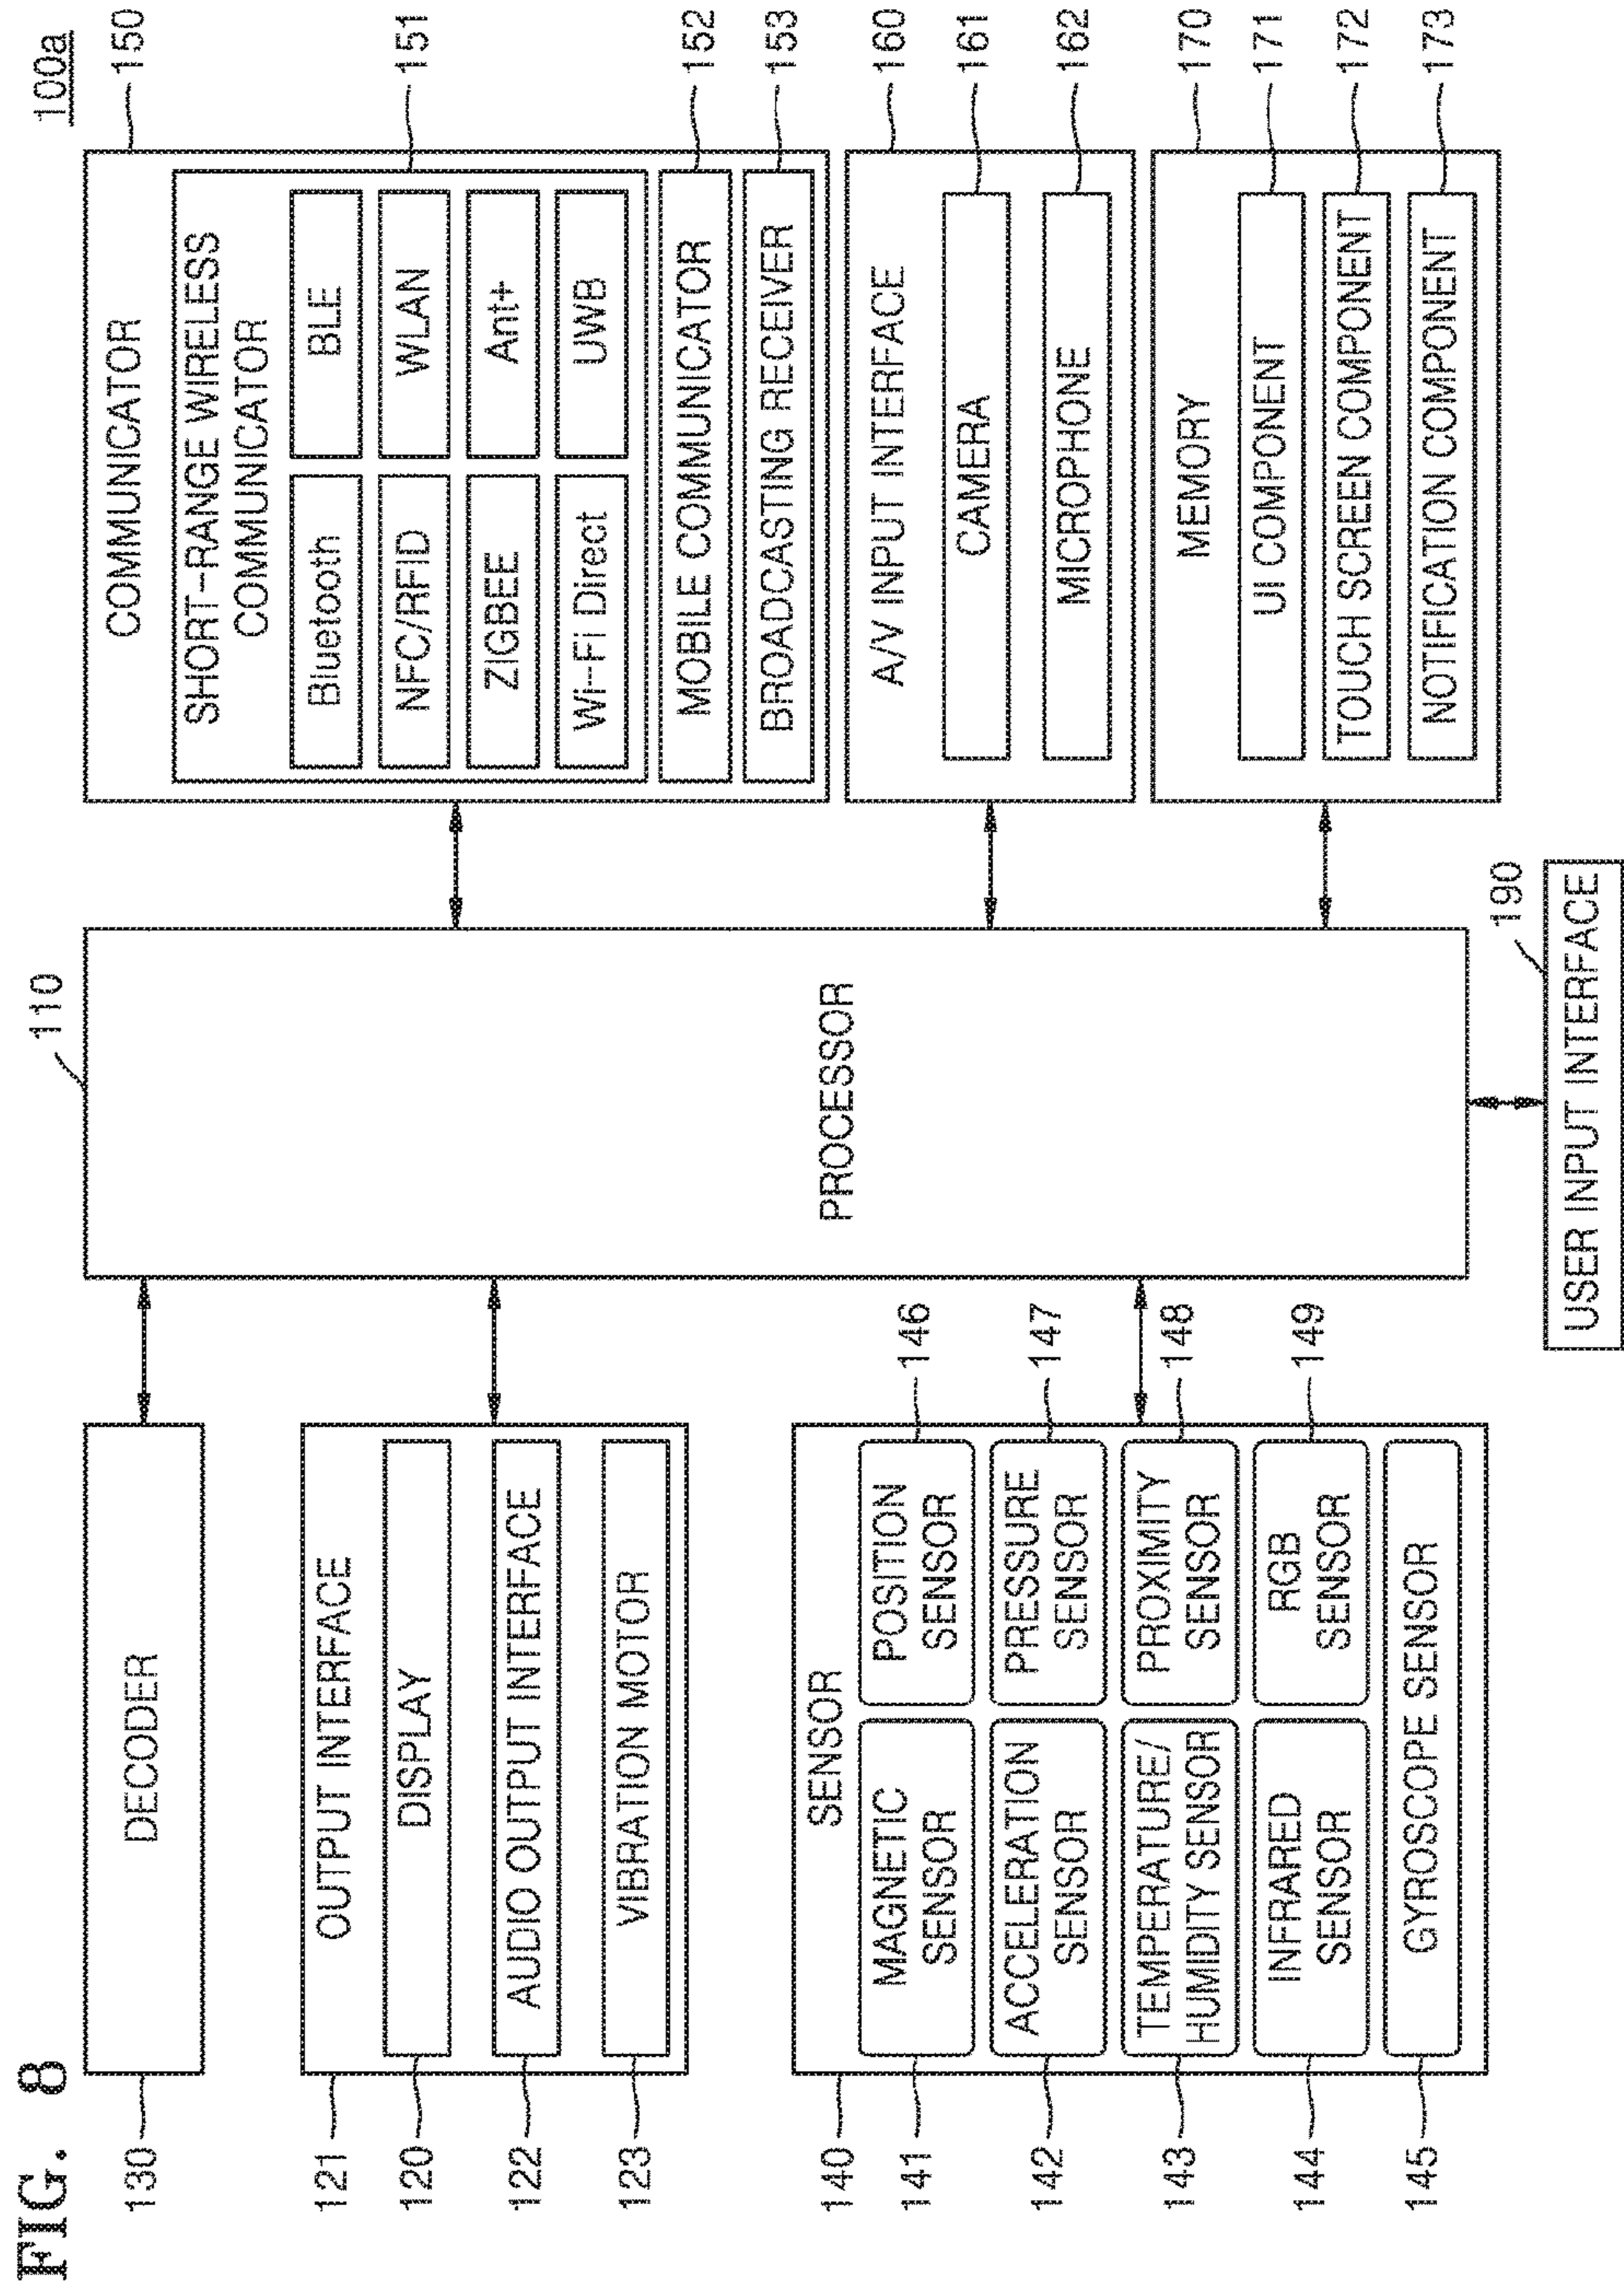 FIG. 8
100a
110
130
DECODER
121
OUTPUT INTERFACE
120
DISPLAY
122
AUDIO OUTPUT INTERFACE
123
VIBRATION MOTOR
140
SENSOR
141
MAGNETIC
SENSOR
POSITION
SENSOR
146
142
ACCELERATION
SENSOR
PRESSURE
SENSOR
147
143
TEMPERATURE/
HUMIDITY SENSOR
PROXIMITY
SENSOR
148
144
INFRARED
SENSOR
RGB
SENSOR
149
145
GYROSCOPE SENSOR
PROCESSOR
190
USER INPUT INTERFACE
COMMUNICATOR
150
SHORT-RANGE WIRELESS
COMMUNICATOR
151
Bluetooth
BLE
NFC/RFID
WLAN
ZIGBEE
Ant+
Wi-Fi Direct
UWB
MOBILE COMMUNICATOR
152
BROADCASTING RECEIVER
153
A/V INPUT INTERFACE
160
CAMERA
161
MICROPHONE
162
MEMORY
170
UI COMPONENT
171
TOUCH SCREEN COMPONENT
172
NOTIFICATION COMPONENT
173